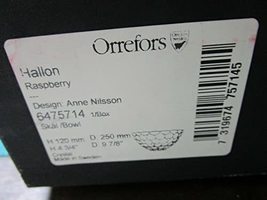 Orrefors
Hallon
Raspberry
Design: Anne Nilsson
6475714 1/Box
Skål /Bowl
H 120 mm D 250 mm
H 4 3/4" D 9 7/8"
Crystal
Made in Sweden
7 319674 757145